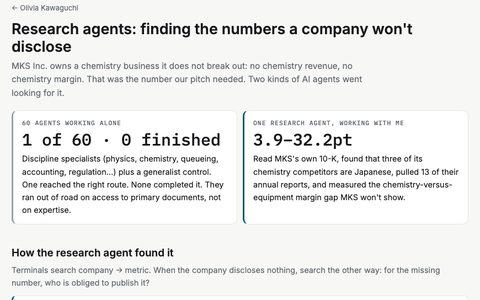 ← Olivia Kawaguchi
Research agents: finding the numbers a company won't
disclose
MKS Inc. owns a chemistry business it does not break out: no chemistry revenue, no
chemistry margin. That was the number our pitch needed. Two kinds of AI agents went
looking for it.
60 AGENTS WORKING ALONE
1 of 60 · 0 finished
Discipline specialists (physics, chemistry, queueing,
accounting, regulation…) plus a generalist control.
One reached the right route. None completed it. They
ran out of road on access to primary documents, not
on expertise.
ONE RESEARCH AGENT, WORKING WITH ME
3.9–32.2pt
Read MKS's own 10-K, found that three of its
chemistry competitors are Japanese, pulled 13 of their
annual reports, and measured the chemistry-versus-
equipment margin gap MKS won't show.
How the research agent found it
Terminals search company → metric. When the company discloses nothing, search the other way: for the missing
number, who is obliged to publish it?